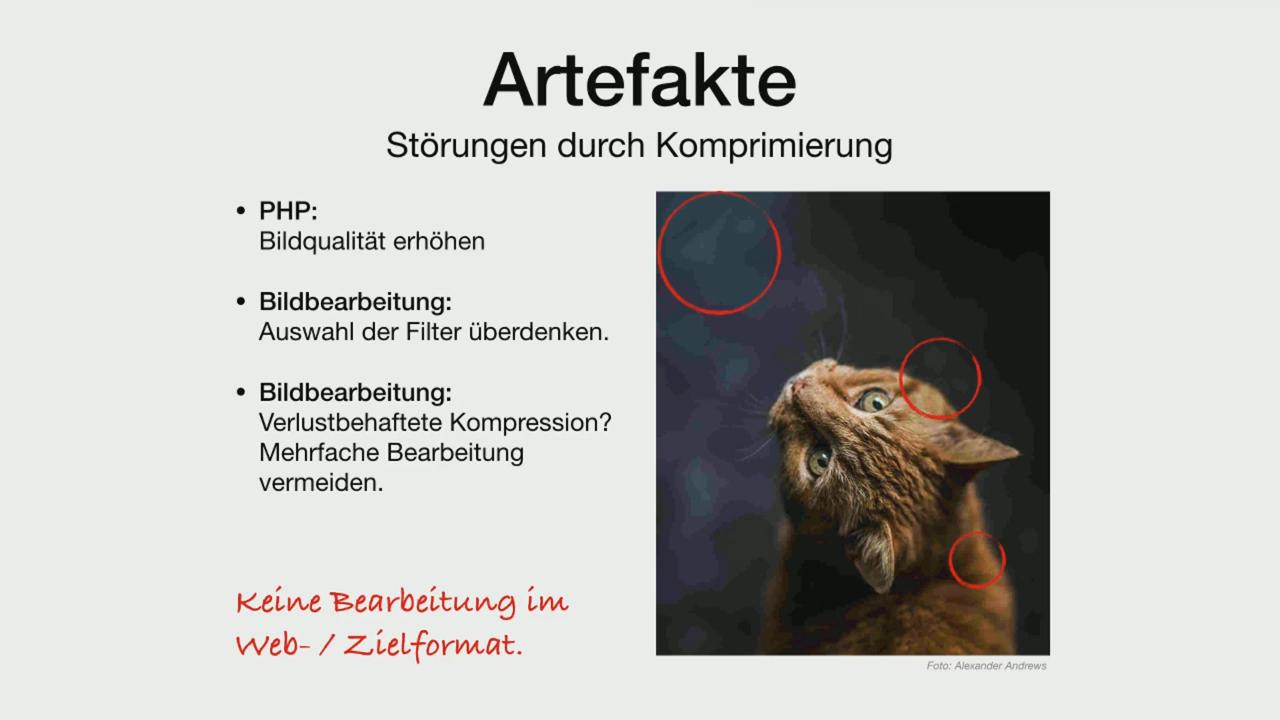 Artefakte
Störungen durch Komprimierung
• PHP:
Bildqualität erhöhen
• Bildbearbeitung:
Auswahl der Filter überdenken.
• Bildbearbeitung:
Verlustbehaftete Kompression?
Mehrfache Bearbeitung
vermeiden.
Keine Bearbeitung im
Web- / Zielformat.
Foto: Alexander Andrews